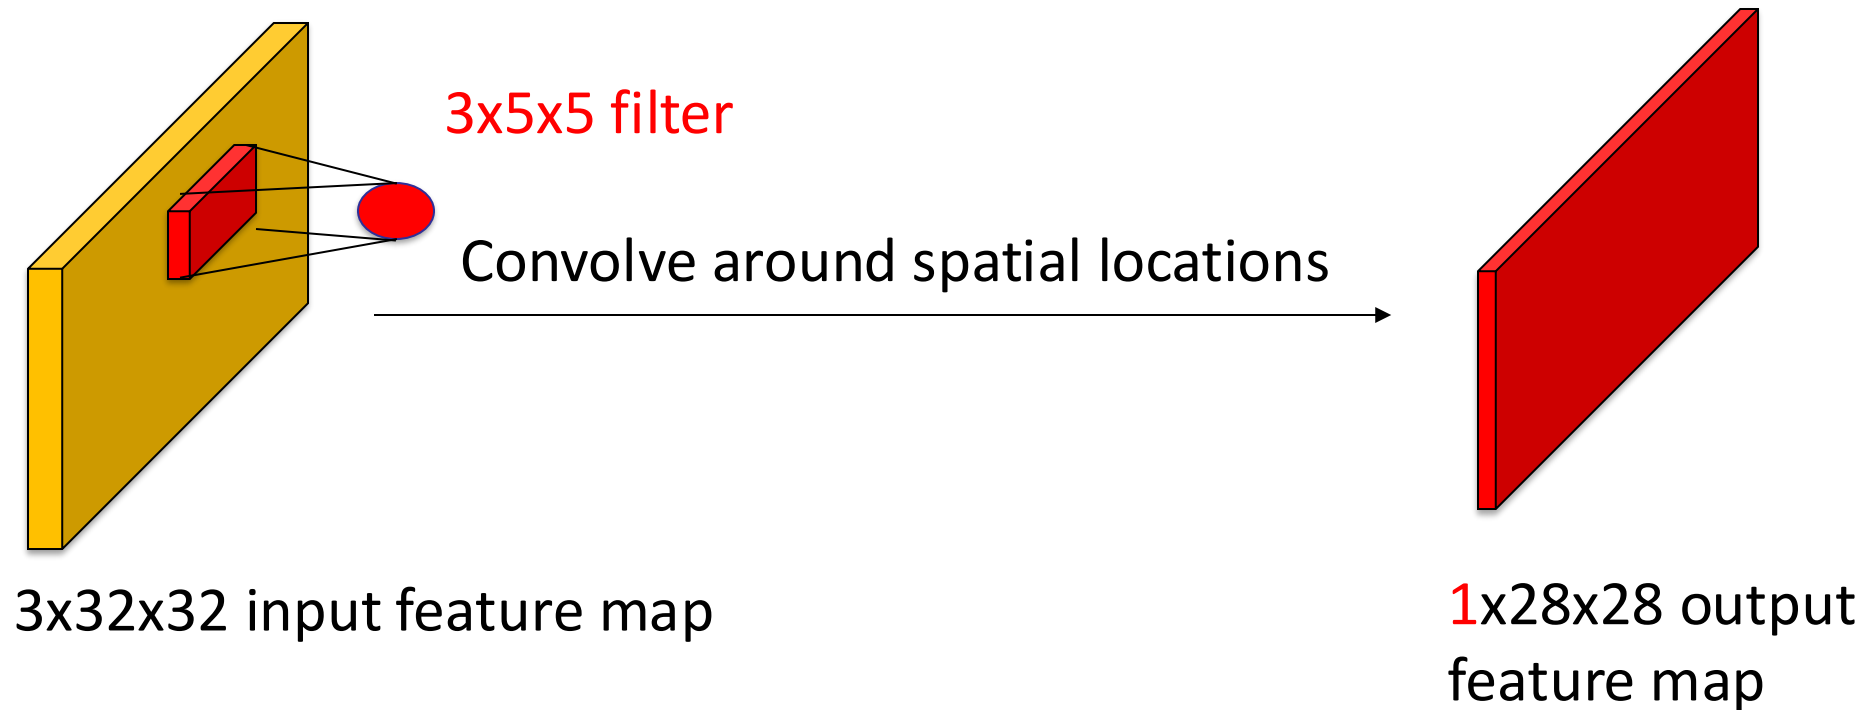 3x5x5 filter
Convolve around spatial locations
3x32x32 input feature map
1x28x28 output
feature map